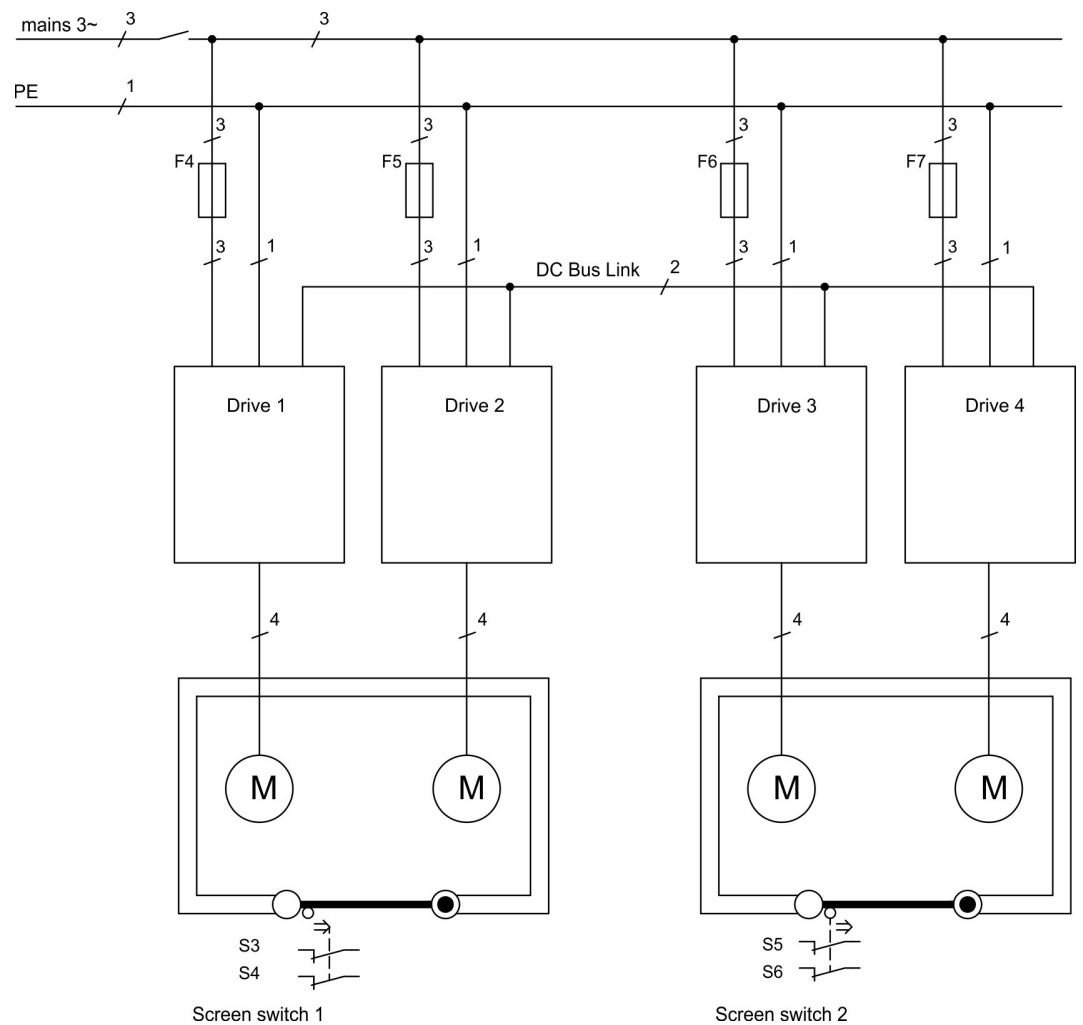 mains 3~ 3 3
PE 1
3 3 3 3
F4 F5 F6 F7
3 1 3 1 3 1 3 1
DC Bus Link 2
Drive 1 Drive 2 Drive 3 Drive 4
4 4 4 4
M M M M
S3 S5
S4 S6
Screen switch 1 Screen switch 2